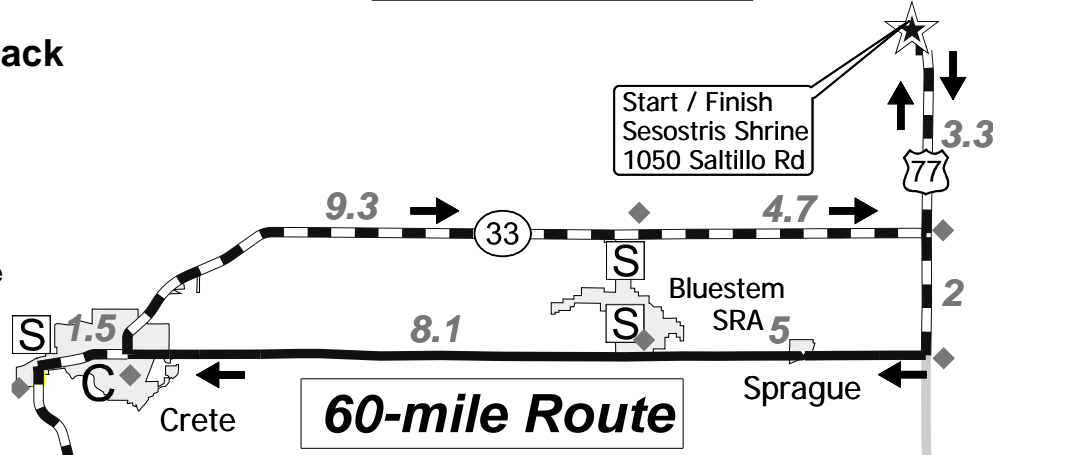 ack
Start / Finish
Sesostris Shrine
1050 Saltillo Rd
3.3
77
9.3
4.7
33
S
2
Bluestem
SRA
S
S
1.5
8.1
5
C
Sprague
Crete
60-mile Route